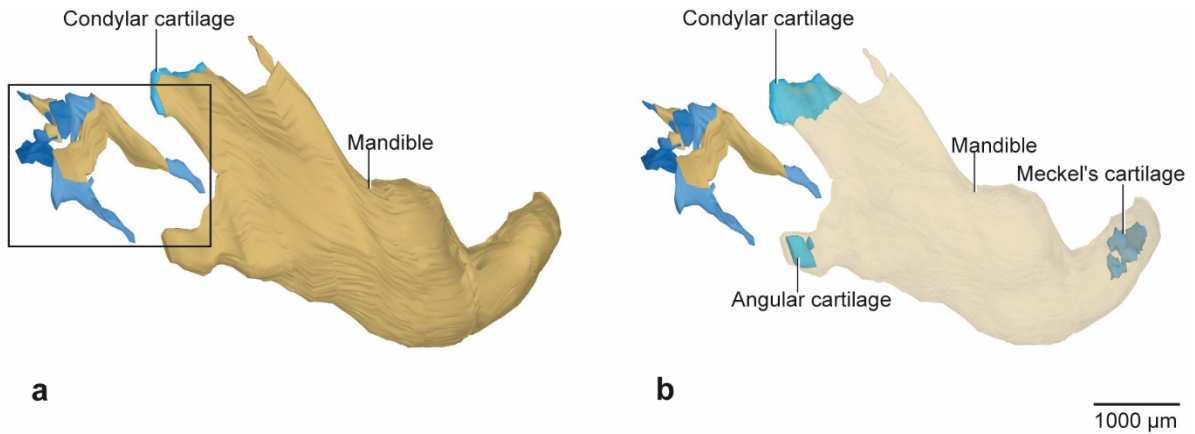 Condylar cartilage
Mandible
a
Condylar cartilage
Mandible
Meckel's cartilage
Angular cartilage
b
1000 µm